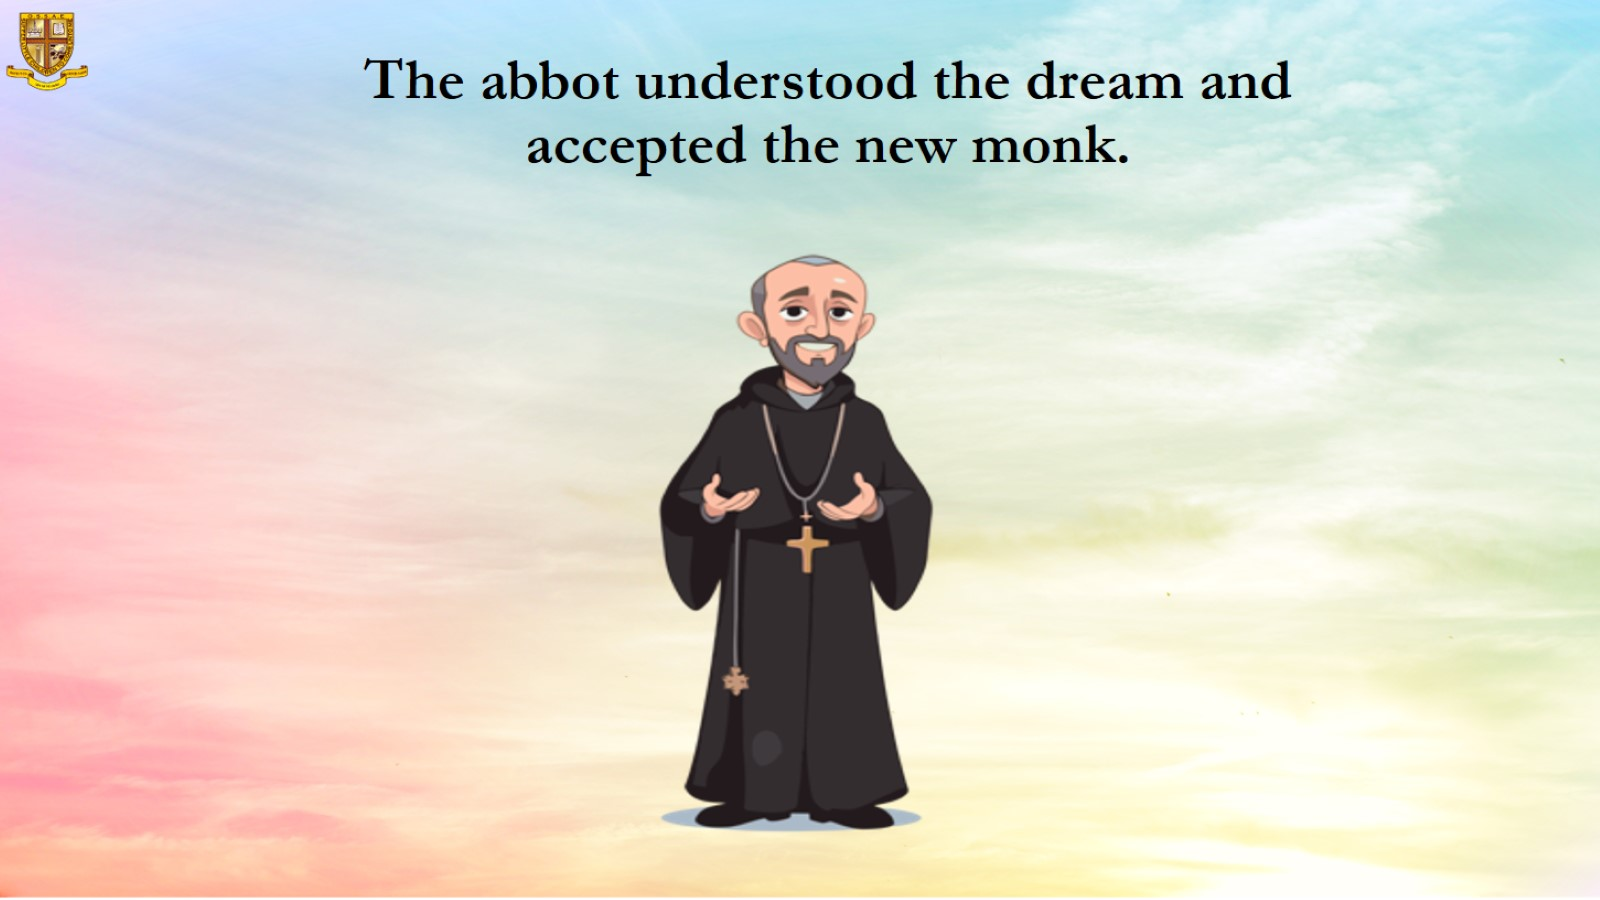 The abbot understood the dream and
accepted the new monk.